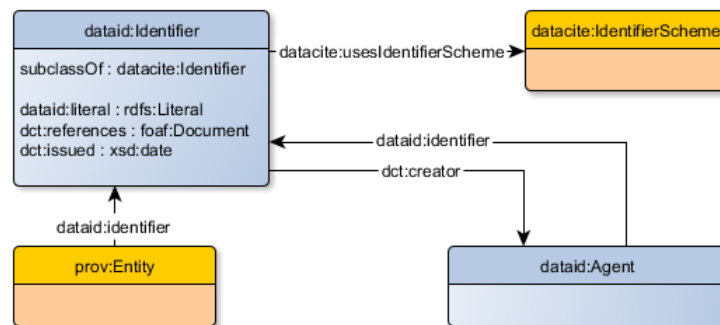 dataid:Identifier
subclassOf : datacite:Identifier
dataid:literal : rdfs:Literal
dct:references : foaf:Document
dct:issued : xsd:date
datacite:usesIdentifierScheme
datacite:IdentifierScheme
dataid:identifier
dct:creator
dataid:identifier
prov:Entity
dataid:Agent